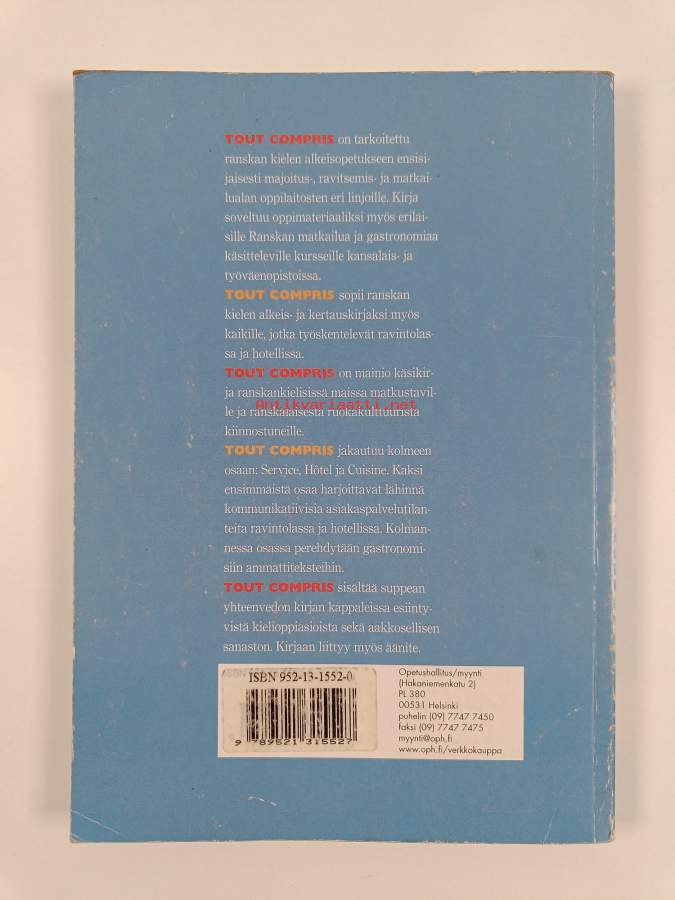 TOUT COMPRIS on tarkoitettu
ranskan kielen alkeisopetukseen ensisi-
jaisesti majoitus-, ravitsemis- ja matkai-
lualan oppilaitosten eri linjoille. Kirja
soveltuu oppimateriaaliksi myös erilai-
sille Ranskan matkailua ja gastronomiaa
käsitteleville kursseille kansalais- ja
työväenopistoissa.
TOUT COMPRIS sopii ranskan
kielen alkeis- ja kertauskirjaksi myös
kaikille, jotka työskentelevät ravintolas-
sa ja hotellissa.
TOUT COMPRIS on mainio käsikir-
ja ranskankielisissä maissa matkustavil-
Antikvariaatti.net
le ja ranskalaisesta ruokakulttuurista
kiinnostuneille.
TOUT COMPRIS jakautuu kolmeen
osaan: Service, Hôtel ja Cuisine. Kaksi
ensimmäistä osaa harjoittavat lähinnä
kommunikatiivisia asiakaspalvelutilan-
teita ravintolassa ja hotellissa. Kolman-
nessa osassa perehdytään gastronomi-
siin ammattiteksteihin.
TOUT COMPRIS sisältää suppean
yhteenvedon kirjan kappaleissa esiinty-
vistä kielioppiasioista sekä aakkosellisen
sanaston. Kirjaan liittyy myös äänite.
ISBN 952-13-1552-0
9 789521 315527
Opetushallitus/myynti
(Hakaniemenkatu 2)
PL 380
00531 Helsinki
puhelin (09) 7747 7450
faksi (09) 7747 7475
myynti@oph.fi
www.oph.fi/verkkokauppa